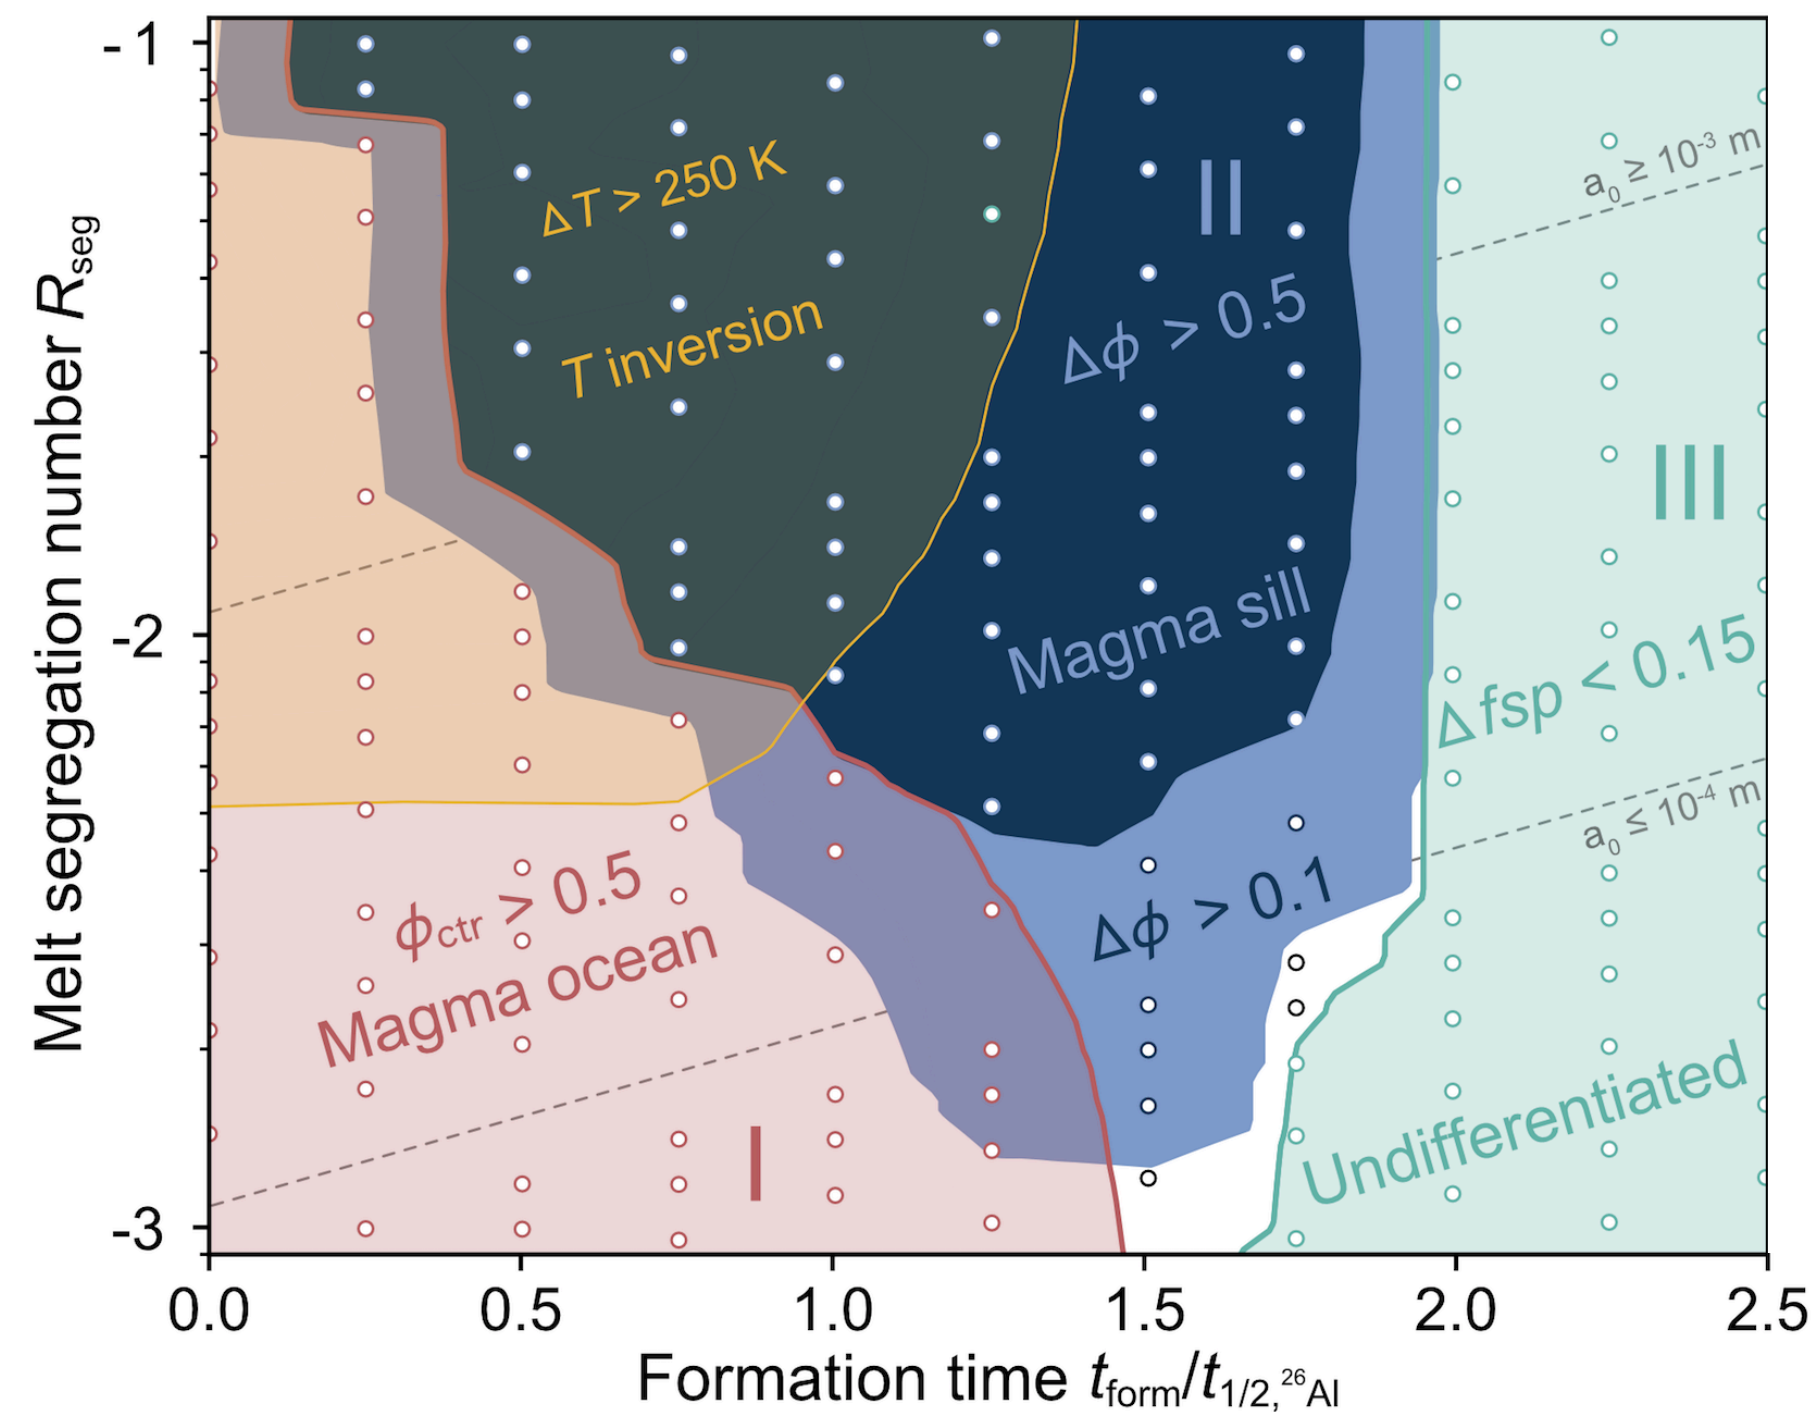 -1
-2
-3
Melt segregation number Rseg
ΔT > 250 K
T inversion
II
Δϕ > 0.5
Magma sill
Δϕ > 0.1
a0 ≥ 10-3 m
III
Δfsp < 0.15
a0 ≤ 10-4 m
Undifferentiated
ϕctr > 0.5
Magma ocean
I
0.0 0.5 1.0 1.5 2.0 2.5
Formation time tform/t1/2,26Al